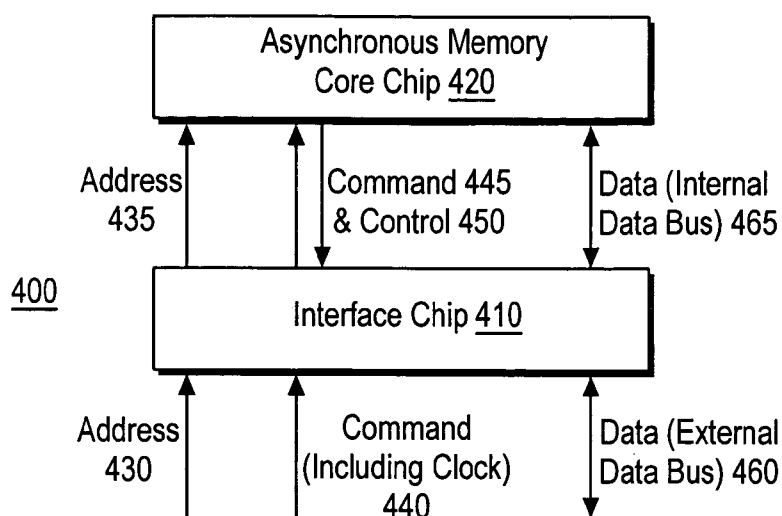 Asynchronous Memory
Core Chip 420
Address
435
Command 445
& Control 450
Data (Internal
Data Bus) 465
400
Interface Chip 410
Address
430
Command
(Including Clock)
440
Data (External
Data Bus) 460